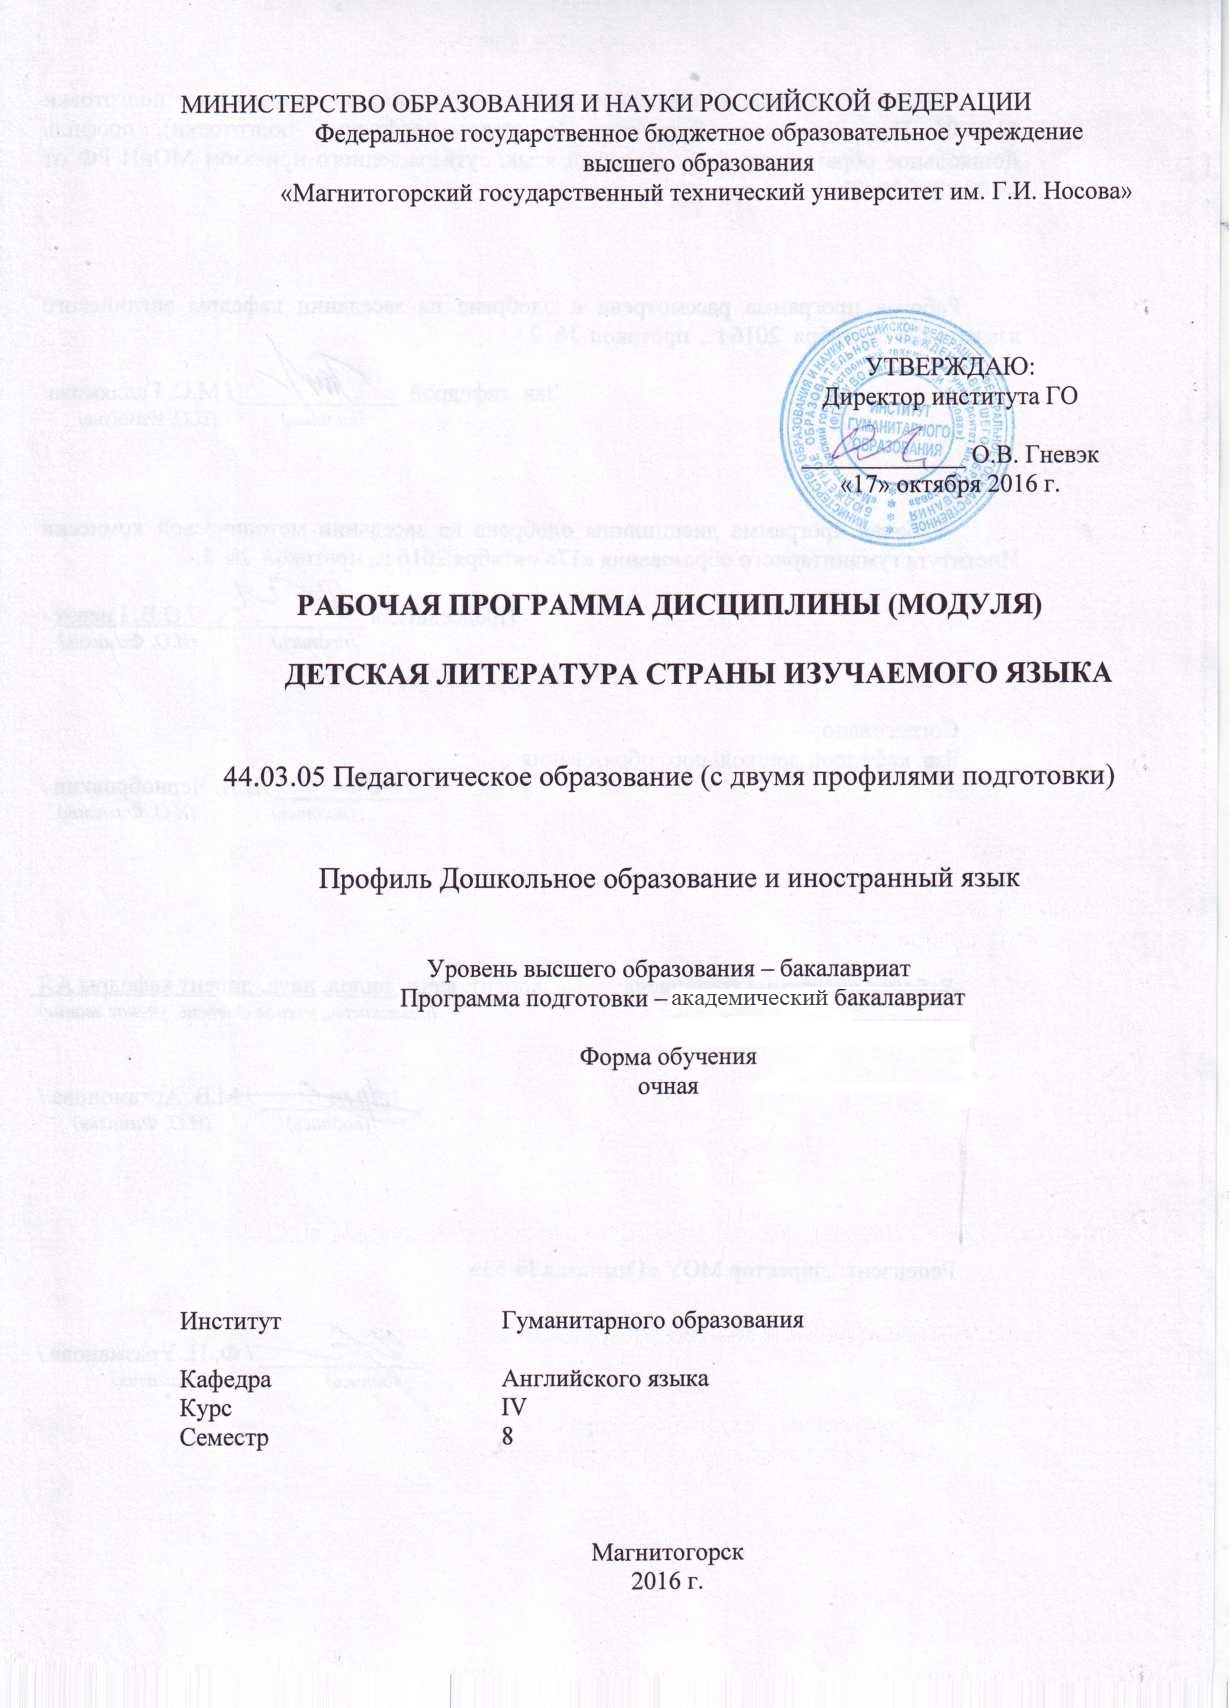 МИНИСТЕРСТВО ОБРАЗОВАНИЯ И НАУКИ РОССИЙСКОЙ ФЕДЕРАЦИИ
Федеральное государственное бюджетное образовательное учреждение
высшего образования
«Магнитогорский государственный технический университет им. Г.И. Носова»
УТВЕРЖДАЮ:
Директор института ГО
О.В. Гневэк
«17» октября 2016 г.
ИНСТИТУТ
ГУМАНИТАРНОГО
ОБРАЗОВАНИЯ
РАБОЧАЯ ПРОГРАММА ДИСЦИПЛИНЫ (МОДУЛЯ)
ДЕТСКАЯ ЛИТЕРАТУРА СТРАНЫ ИЗУЧАЕМОГО ЯЗЫКА
44.03.05 Педагогическое образование (с двумя профилями подготовки)
Профиль Дошкольное образование и иностранный язык
Уровень высшего образования – бакалавриат
Программа подготовки – академический бакалавриат
Форма обучения
очная
Институт Гуманитарного образования
Кафедра Английского языка
Курс IV
Семестр 8
Магнитогорск
2016 г.